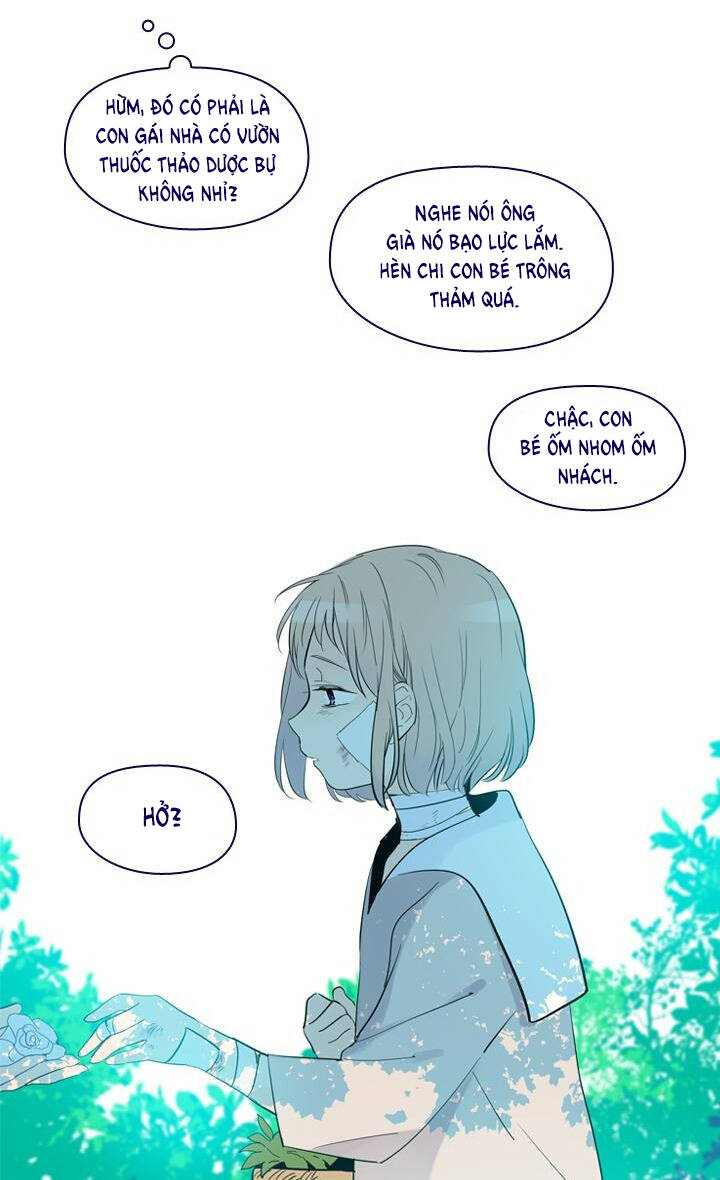 HỪM, ĐÓ CÓ PHẢI LÀ
CON GÁI NHÀ CÓ VƯỜN
THUỐC THẢO DƯỢC BỰ
KHÔNG NHỈ?
NGHE NÓI ÔNG
GIÀ NÓ BẠO LỰC LẮM.
HÈN CHI CON BÉ TRÔNG
THẢM QUÁ.
CHẬC, CON
BÉ ỐM NHOM ỐM
NHÁCH.
HỞ?